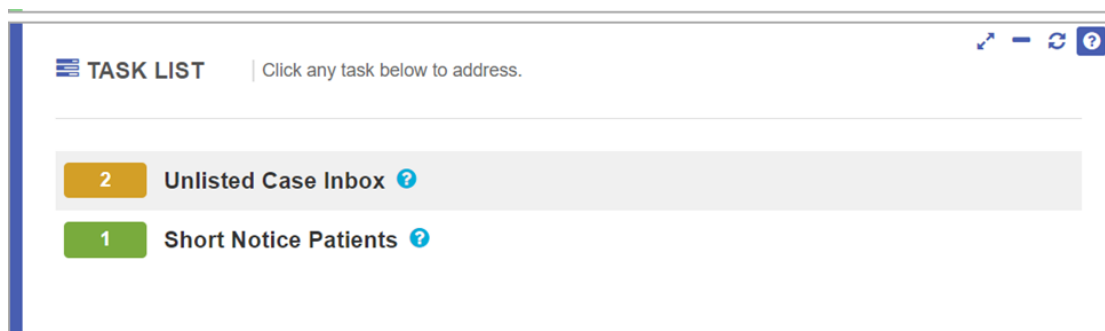 TASK LIST Click any task below to address.
2 Unlisted Case Inbox ?
1 Short Notice Patients ?